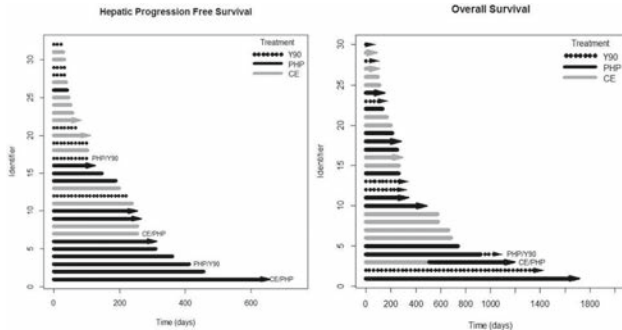 Hepatic Progression Free Survival
Treatment
Y90
PHP
CE
30
25
20
15
10
5
0
Identifier
PHP/Y90
CE/PHP
PHP/Y90
CE/PHP
0 200 400 600
Time (days)
Overall Survival
Treatment
Y90
PHP
CE
30
25
20
15
10
5
0
Identifier
PHP/Y90
CE/PHP
0 200 400 600 800 1000 1400 1800
Time (days)